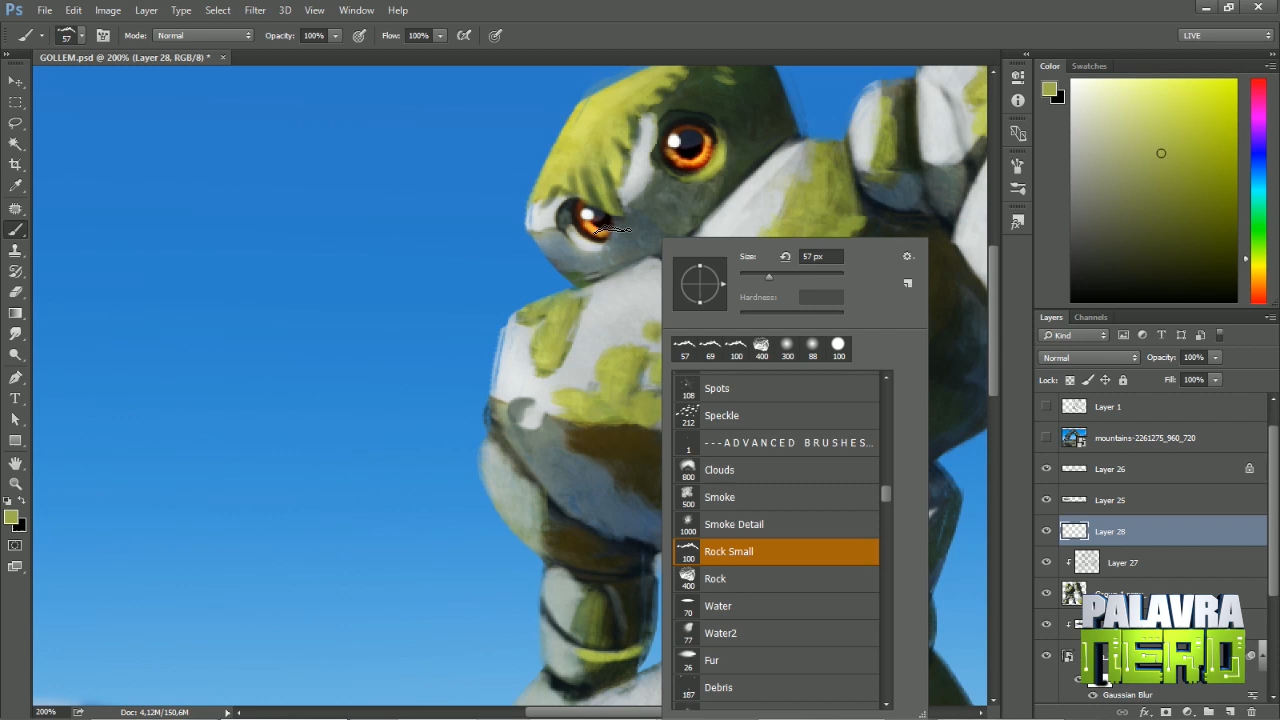 Ps File Edit Image Layer Type Select Filter 3D View Window Help
57 Mode: Normal Opacity: 100% Flow: 100% LIVE
GOLLEM.psd @ 200% (Layer 28, RGB/8) *
Color Swatches
Size: 57 px
Hardness:
57 69 100 400 300 88 100
108 Spots
212 Speckle
1 ---ADVANCED BRUSHES...
800 Clouds
500 Smoke
1000 Smoke Detail
100 Rock Small
400 Rock
70 Water
77 Water2
26 Fur
187 Debris
Layers Channels
Kind
Normal Opacity: 100%
Lock: Fill: 100%
Layer 1
mountains-2261275_960_720
Layer 26
Layer 25
Layer 28
Layer 27
PALAVRA
NERD
Gaussian Blur
200% Doc: 4,12M/150,6M